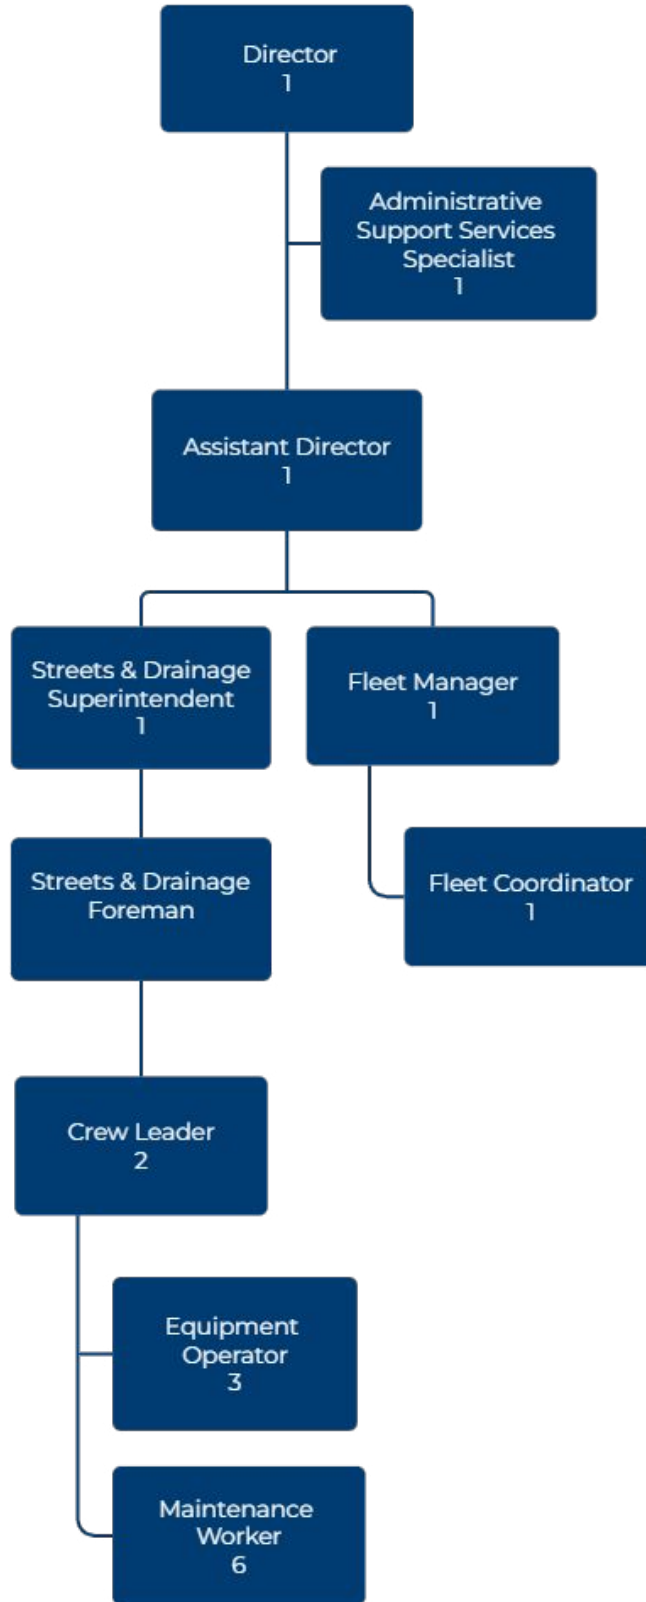 Director
1
Administrative
Support Services
Specialist
1
Assistant Director
1
Streets & Drainage
Superintendent
1
Fleet Manager
1
Streets & Drainage
Foreman
Fleet Coordinator
1
Crew Leader
2
Equipment
Operator
3
Maintenance
Worker
6